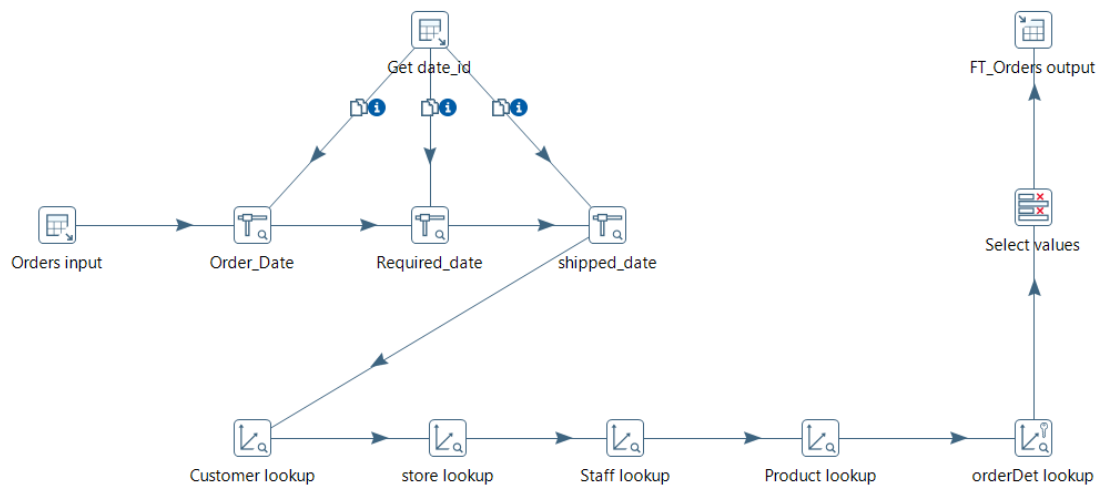 Get date_id
FT_Orders output
Select values
Orders input
Order_Date
Required_date
shipped_date
Customer lookup
store lookup
Staff lookup
Product lookup
orderDet lookup